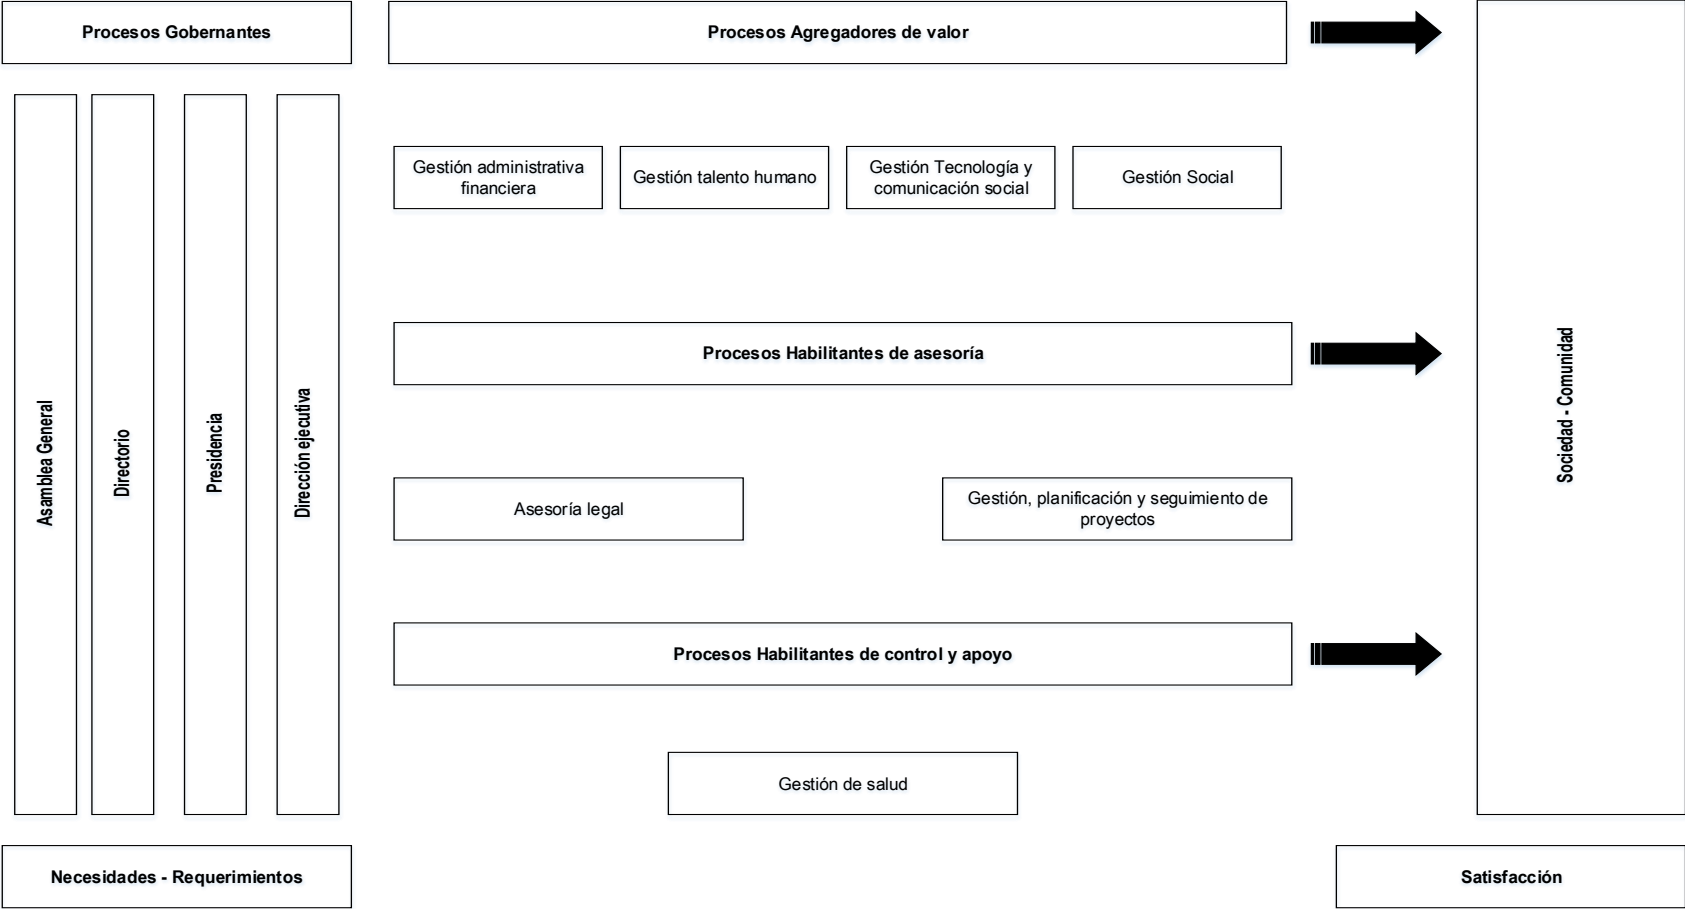 Procesos Gobernantes
Procesos Agregadores de valor
Gestión administrativa
financiera
Gestión talento humano
Gestión Tecnología y
comunicación social
Gestión Social
Procesos Habilitantes de asesoría
Asamblea General
Directorio
Presidencia
Dirección ejecutiva
Sociedad - Comunidad
Asesoría legal
Gestión, planificación y seguimiento de
proyectos
Procesos Habilitantes de control y apoyo
Gestión de salud
Necesidades - Requerimientos
Satisfacción